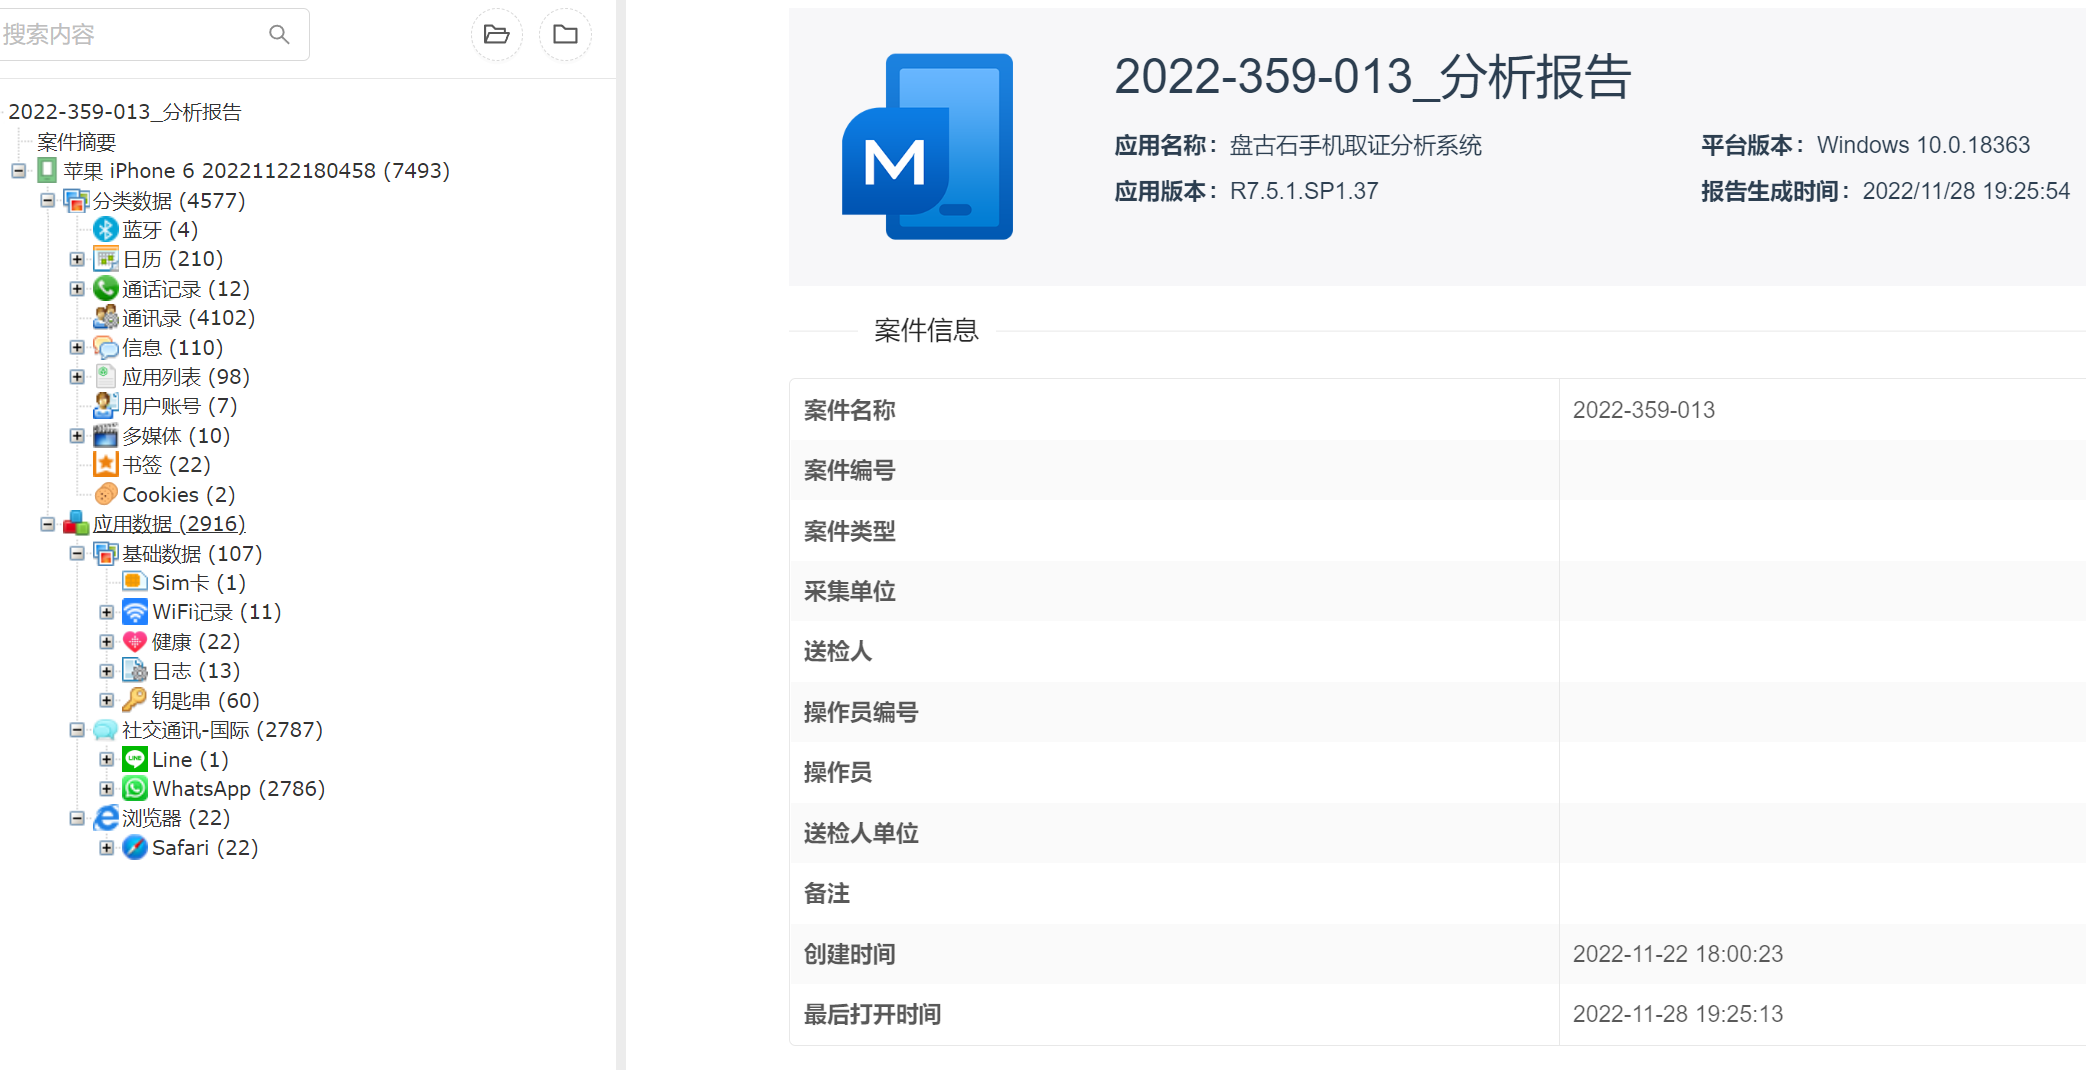 搜索内容
2022-359-013_分析报告
案件摘要
苹果 iPhone 6 20221122180458 (7493)
分类数据 (4577)
蓝牙 (4)
日历 (210)
通话记录 (12)
通讯录 (4102)
信息 (110)
应用列表 (98)
用户账号 (7)
多媒体 (10)
书签 (22)
Cookies (2)
应用数据 (2916)
基础数据 (107)
Sim卡 (1)
WiFi记录 (11)
健康 (22)
日志 (13)
钥匙串 (60)
社交通讯-国际 (2787)
LINE Line (1)
WhatsApp (2786)
浏览器 (22)
Safari (22)
M
2022-359-013_分析报告
应用名称： 盘古石手机取证分析系统 平台版本： Windows 10.0.18363
应用版本： R7.5.1.SP1.37 报告生成时间： 2022/11/28 19:25:54
案件信息
案件名称 2022-359-013
案件编号
案件类型
采集单位
送检人
操作员编号
操作员
送检人单位
备注
创建时间 2022-11-22 18:00:23
最后打开时间 2022-11-28 19:25:13